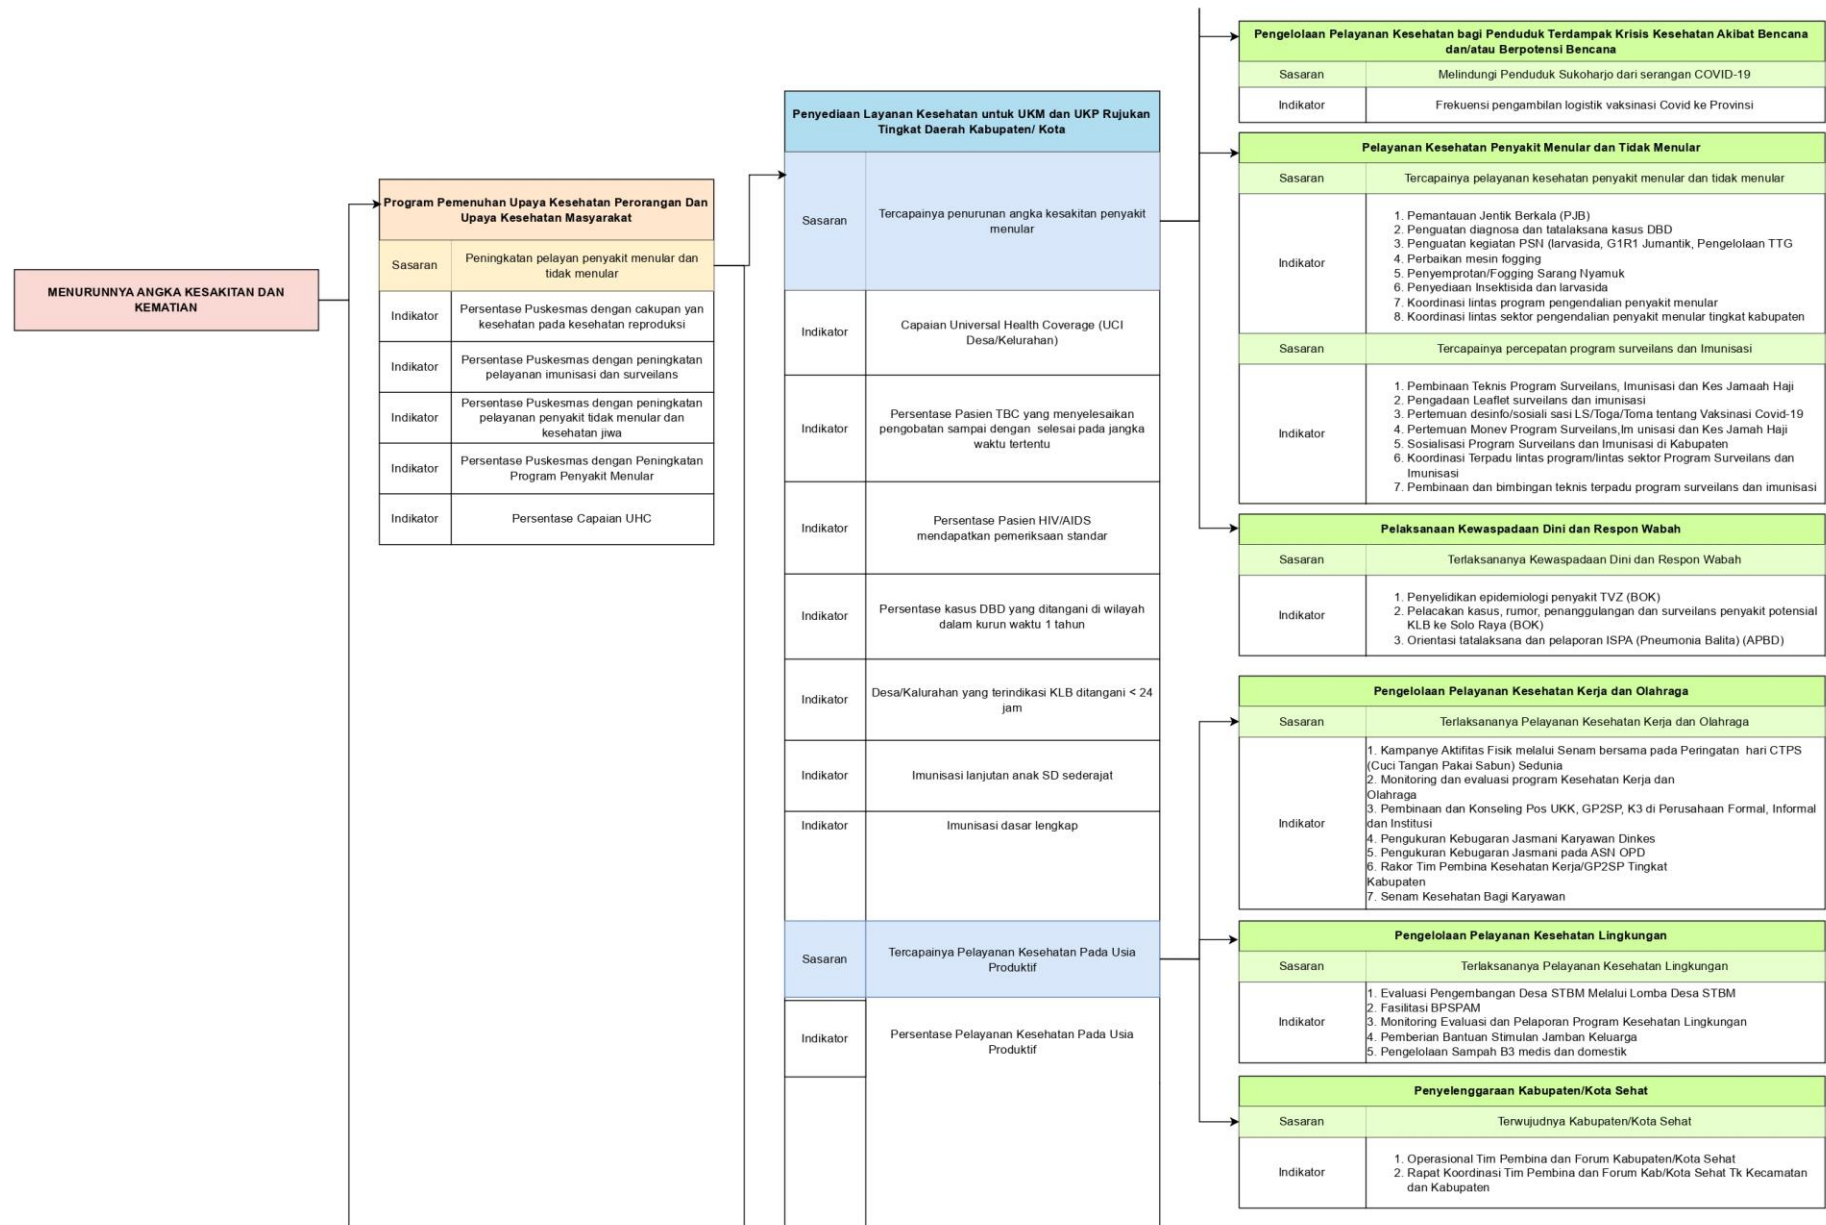 MENURUNNYA ANGKA KESAKITAN DAN
KEMATIAN
Program Pemenuhan Upaya Kesehatan Perorangan Dan
Upaya Kesehatan Masyarakat
Sasaran
Peningkatan pelayan penyakit menular dan
tidak menular
Indikator
Persentase Puskesmas dengan cakupan yan
kesehatan pada kesehatan reproduksi
Indikator
Persentase Puskesmas dengan peningkatan
pelayanan imunisasi dan surveilans
Indikator
Persentase Puskesmas dengan peningkatan
pelayanan penyakit tidak menular dan
kesehatan jiwa
Indikator
Persentase Puskesmas dengan Peningkatan
Program Penyakit Menular
Indikator
Persentase Capaian UHC
Penyediaan Layanan Kesehatan untuk UKM dan UKP Rujukan
Tingkat Daerah Kabupaten/ Kota
Sasaran
Tercapainya penurunan angka kesakitan penyakit
menular
Indikator
Capaian Universal Health Coverage (UCI
Desa/Kelurahan)
Indikator
Persentase Pasien TBC yang menyelesaikan
pengobatan sampai dengan selesai pada jangka
waktu tertentu
Indikator
Persentase Pasien HIV/AIDS
mendapatkan pemeriksaan standar
Indikator
Persentase kasus DBD yang ditangani di wilayah
dalam kurun waktu 1 tahun
Indikator
Desa/Kalurahan yang terindikasi KLB ditangani < 24
jam
Indikator
Imunisasi lanjutan anak SD sederajat
Indikator
Imunisasi dasar lengkap
Sasaran
Tercapainya Pelayanan Kesehatan Pada Usia
Produktif
Indikator
Persentase Pelayanan Kesehatan Pada Usia
Produktif
Pengelolaan Pelayanan Kesehatan bagi Penduduk Terdampak Krisis Kesehatan Akibat Bencana
dan/atau Berpotensi Bencana
Sasaran
Melindungi Penduduk Sukoharjo dari serangan COVID-19
Indikator
Frekuensi pengambilan logistik vaksinasi Covid ke Provinsi
Pelayanan Kesehatan Penyakit Menular dan Tidak Menular
Sasaran
Tercapainya pelayanan kesehatan penyakit menular dan tidak menular
Indikator
1. Pemantauan Jentik Berkala (PJB)
2. Penguatan diagnosa dan tatalaksana kasus DBD
3. Penguatan kegiatan PSN (larvasida, G1R1 Jumantik, Pengelolaan TTG
4. Perbaikan mesin fogging
5. Penyemprotan/Fogging Sarang Nyamuk
6. Penyediaan Insektisida dan larvasida
7. Koordinasi lintas program pengendalian penyakit menular
8. Koordinasi lintas sektor pengendalian penyakit menular tingkat kabupaten
Sasaran
Tercapainya percepatan program surveilans dan Imunisasi
Indikator
1. Pembinaan Teknis Program Surveilans, Imunisasi dan Kes Jamaah Haji
2. Pengadaan Leaflet surveilans dan imunisasi
3. Pertemuan desinfo/sosiali sasi LS/Toga/Toma tentang Vaksinasi Covid-19
4. Pertemuan Monev Program Surveilans,Im unisasi dan Kes Jamah Haji
5. Sosialisasi Program Surveilans dan Imunisasi di Kabupaten
6. Koordinasi Terpadu lintas program/lintas sektor Program Surveilans dan
Imunisasi
7. Pembinaan dan bimbingan teknis terpadu program surveilans dan imunisasi
Pelaksanaan Kewaspadaan Dini dan Respon Wabah
Sasaran
Terlaksananya Kewaspadaan Dini dan Respon Wabah
Indikator
1. Penyelidikan epidemiologi penyakit TVZ (BOK)
2. Pelacakan kasus, rumor, penanggulangan dan surveilans penyakit potensial
KLB ke Solo Raya (BOK)
3. Orientasi tatalaksana dan pelaporan ISPA (Pneumonia Balita) (APBD)
Pengelolaan Pelayanan Kesehatan Kerja dan Olahraga
Sasaran
Terlaksananya Pelayanan Kesehatan Kerja dan Olahraga
Indikator
1. Kampanye Aktifitas Fisik melalui Senam bersama pada Peringatan hari CTPS
(Cuci Tangan Pakai Sabun) Sedunia
2. Monitoring dan evaluasi program Kesehatan Kerja dan
Olahraga
3. Pembinaan dan Konseling Pos UKK, GP2SP, K3 di Perusahaan Formal, Informal
dan Institusi
4. Pengukuran Kebugaran Jasmani Karyawan Dinkes
5. Pengukuran Kebugaran Jasmani pada ASN OPD
6. Rakor Tim Pembina Kesehatan Kerja/GP2SP Tingkat
Kabupaten
7. Senam Kesehatan Bagi Karyawan
Pengelolaan Pelayanan Kesehatan Lingkungan
Sasaran
Terlaksananya Pelayanan Kesehatan Lingkungan
Indikator
1. Evaluasi Pengembangan Desa STBM Melalui Lomba Desa STBM
2. Fasilitasi BPSPAM
3. Monitoring Evaluasi dan Pelaporan Program Kesehatan Lingkungan
4. Pemberian Bantuan Stimulan Jamban Keluarga
5. Pengelolaan Sampah B3 medis dan domestik
Penyelenggaraan Kabupaten/Kota Sehat
Sasaran
Terwujudnya Kabupaten/Kota Sehat
Indikator
1. Operasional Tim Pembina dan Forum Kabupaten/Kota Sehat
2. Rapat Koordinasi Tim Pembina dan Forum Kab/Kota Sehat Tk Kecamatan
dan Kabupaten